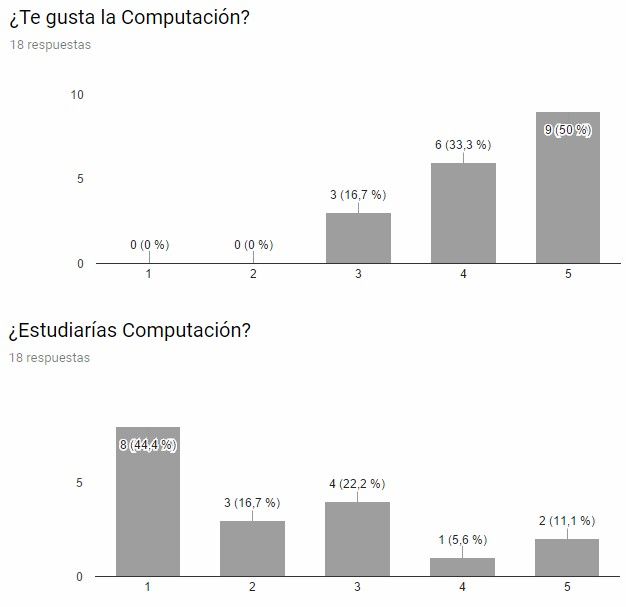 ¿Te gusta la Computación?
18 respuestas
10
6 (33,3 %)
9 (50 %)
5
3 (16,7 %)
0 (0 %) 0 (0 %)
0
1 2 3 4 5
¿Estudiarías Computación?
18 respuestas
8 (44,4 %)
5
4 (22,2 %)
3 (16,7 %)
2 (11,1 %)
1 (5,6 %)
0
1 2 3 4 5